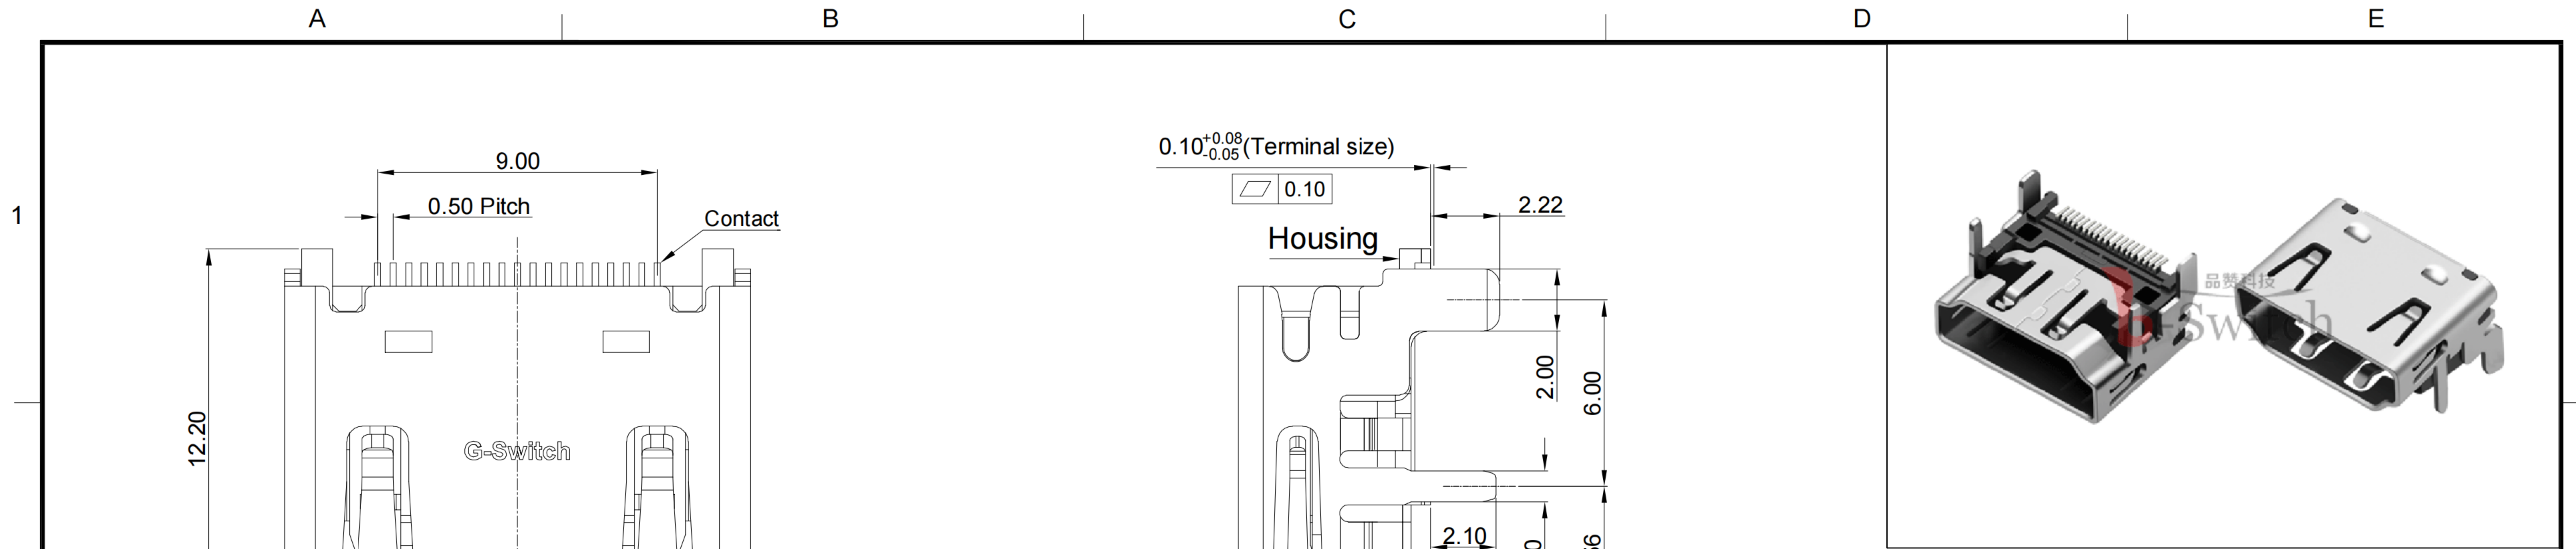 A B C D E
1
9.00
0.50 Pitch
Contact
12.20
G-Switch
0.10 +0.08 -0.05 (Terminal size)
0.10
2.22
Housing
2.00
6.00
2.10
品赞科技
G-Switch